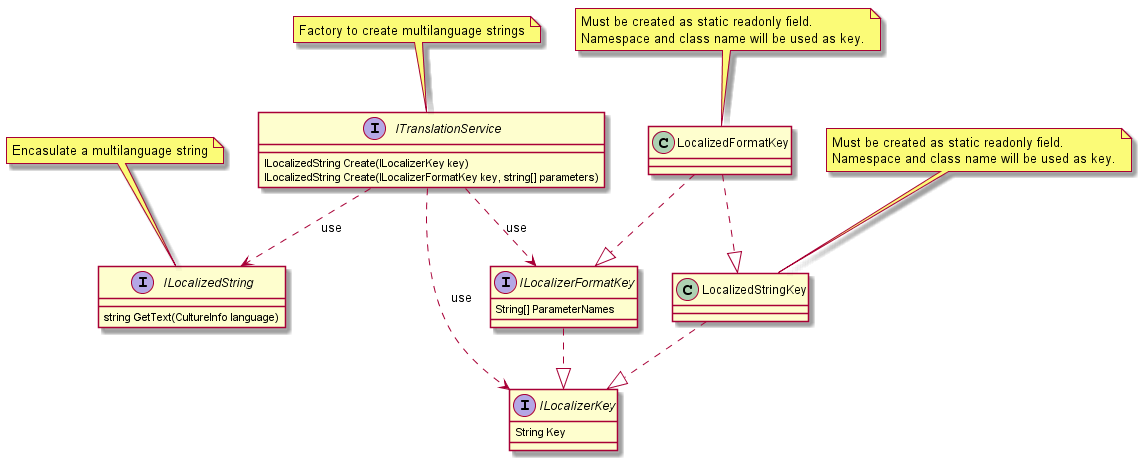 Factory to create multilanguage strings
Must be created as static readonly field.
Namespace and class name will be used as key.
I ITranslationService
ILocalizedString Create(ILocalizerKey key)
ILocalizedString Create(ILocalizerFormatKey key, string[] parameters)
C LocalizedFormatKey
Must be created as static readonly field.
Namespace and class name will be used as key.
Encasulate a multilanguage string
use
use
use
I ILocalizedString
string GetText(CultureInfo language)
I ILocalizerFormatKey
String[] ParameterNames
C LocalizedStringKey
I ILocalizerKey
String Key